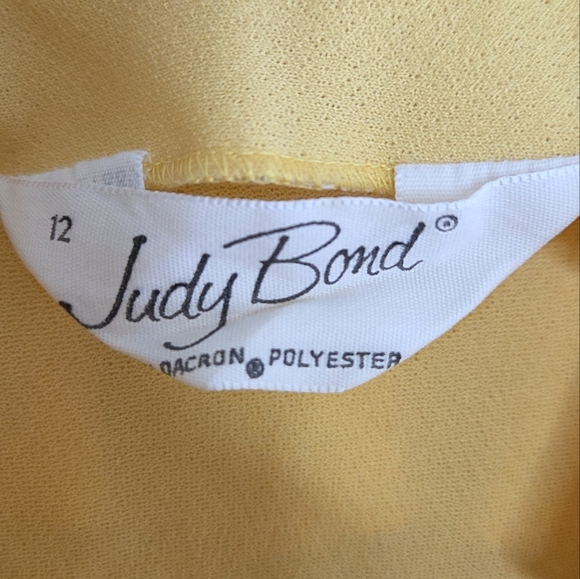 12
Judy Bond ®
DACRON ® POLYESTER